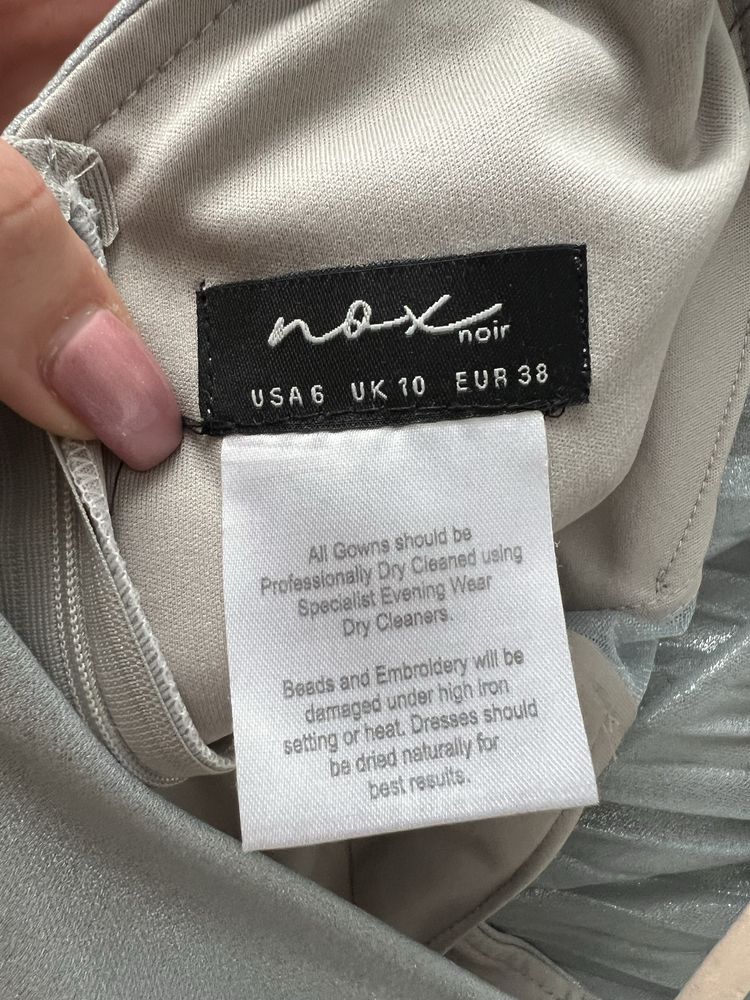 nox
noir
USA 6 UK 10 EUR 38
All Gowns should be
Professionally Dry Cleaned using
Specialist Evening Wear
Dry Cleaners.
Beads and Embroidery will be
damaged under high Iron
setting or heat. Dresses should
be dried naturally for
best results.